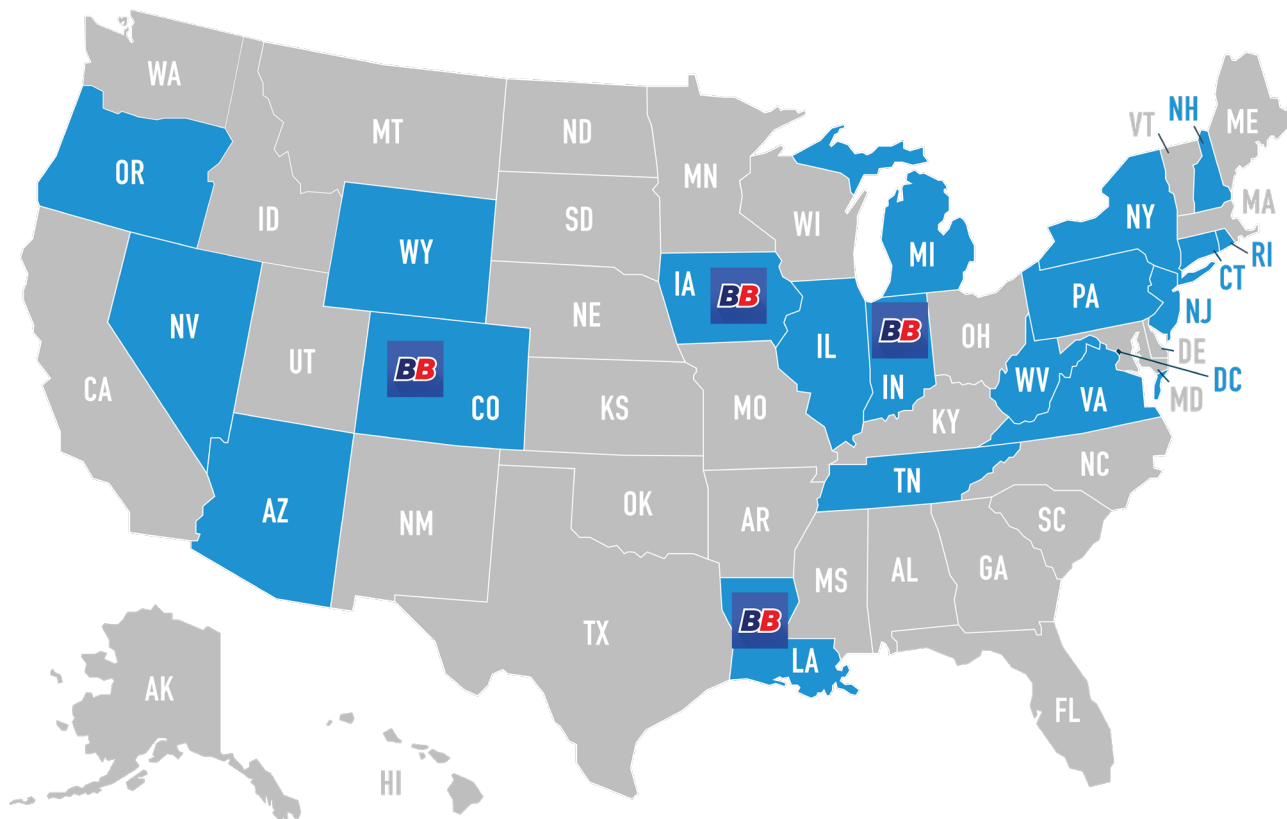 WA
MT
ND
MN
OR
ID
SD
WI
MI
VT
NH
ME
NY
MA
RI
CT
WY
IA
BB
NE
PA
NJ
NV
UT
BB
CO
KS
MO
IL
BB
IN
OH
WV
VA
DE
DC
MD
CA
KY
AZ
NM
OK
AR
TN
NC
SC
MS
AL
GA
TX
BB
LA
FL
AK
HI